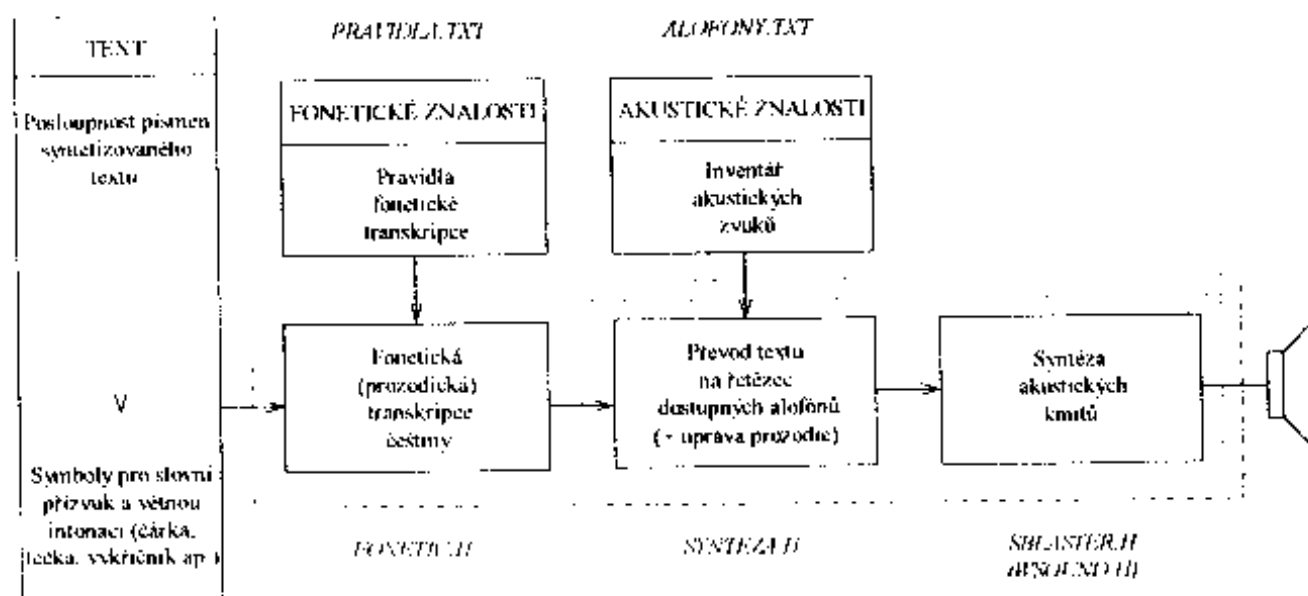 TEXT
Posloupnost písmen
syntetizovaného
textu
V
Symboly pro slovní
přízvuk a větnou
intonaci (čárka,
tečka, vykřičník ap.)
PRAVIDLA.TXT
FONETICKÉ ZNALOSTI
Pravidla
fonetické
transkripce
Fonetická
(prozodická)
transkripce
češtiny
FONETIV.H
ALOFONY.TXT
AKUSTICKÉ ZNALOSTI
Inventář
akustických
zvuků
Převod textu
na řetězec
dostupných alofónů
(+ úprava prozodie)
SYNTEZA.H
Syntéza
akustických
kmitů
SBLASTER.H